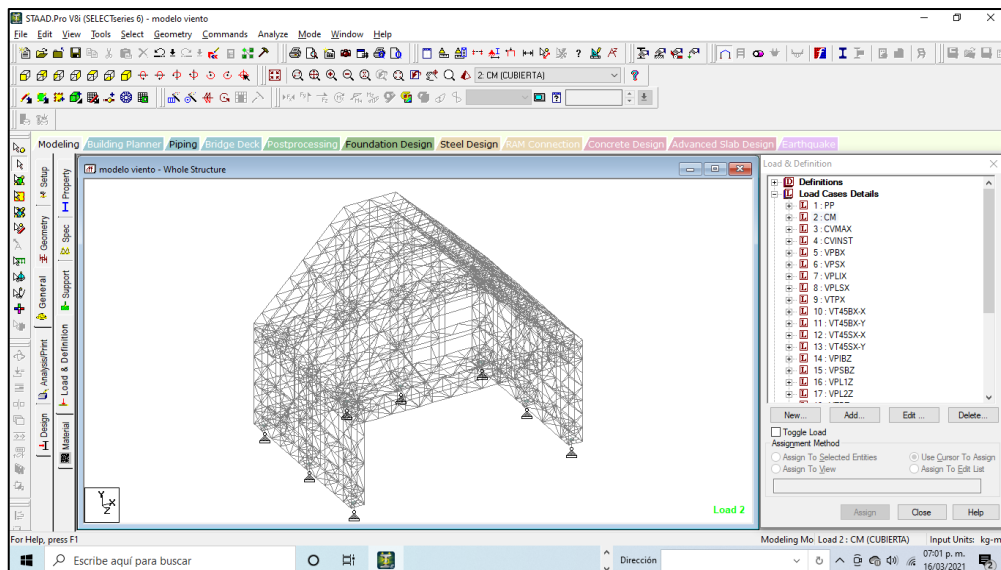 STAAD.Pro V8i (SELECTseries 6) - modelo viento
File Edit View Tools Select Geometry Commands Analyze Mode Window Help
2: CM (CUBIERTA)
Modeling Building Planner Piping Bridge Deck Postprocessing Foundation Design Steel Design RAM Connection Concrete Design Advanced Slab Design Earthquake
Setup
Geometry
General
Analysis/Print
Design
Property
Spec
Support
Load & Definition
Material
modelo viento - Whole Structure
Y
X
Z
Load 2
Load & Definition
Definitions
Load Cases Details
1 : PP
2 : CM
3 : CVMAX
4 : CVINST
5 : VPBX
6 : VPSX
7 : VPLIX
8 : VPLSX
9 : VTPX
10 : VT45BX-X
11 : VT45BX-Y
12 : VT45SX-X
13 : VT45SX-Y
14 : VPIBZ
15 : VPSBZ
16 : VPL1Z
17 : VPL2Z
New... Add... Edit ... Delete...
Toggle Load
Assignment Method
Assign To Selected Entities Use Cursor To Assign
Assign To View Assign To Edit List
Assign Close Help
For Help, press F1
Modeling Mo Load 2 : CM (CUBIERTA) Input Units: kg-m
Escribe aquí para buscar
Dirección
07:01 p. m.
16/03/2021
2